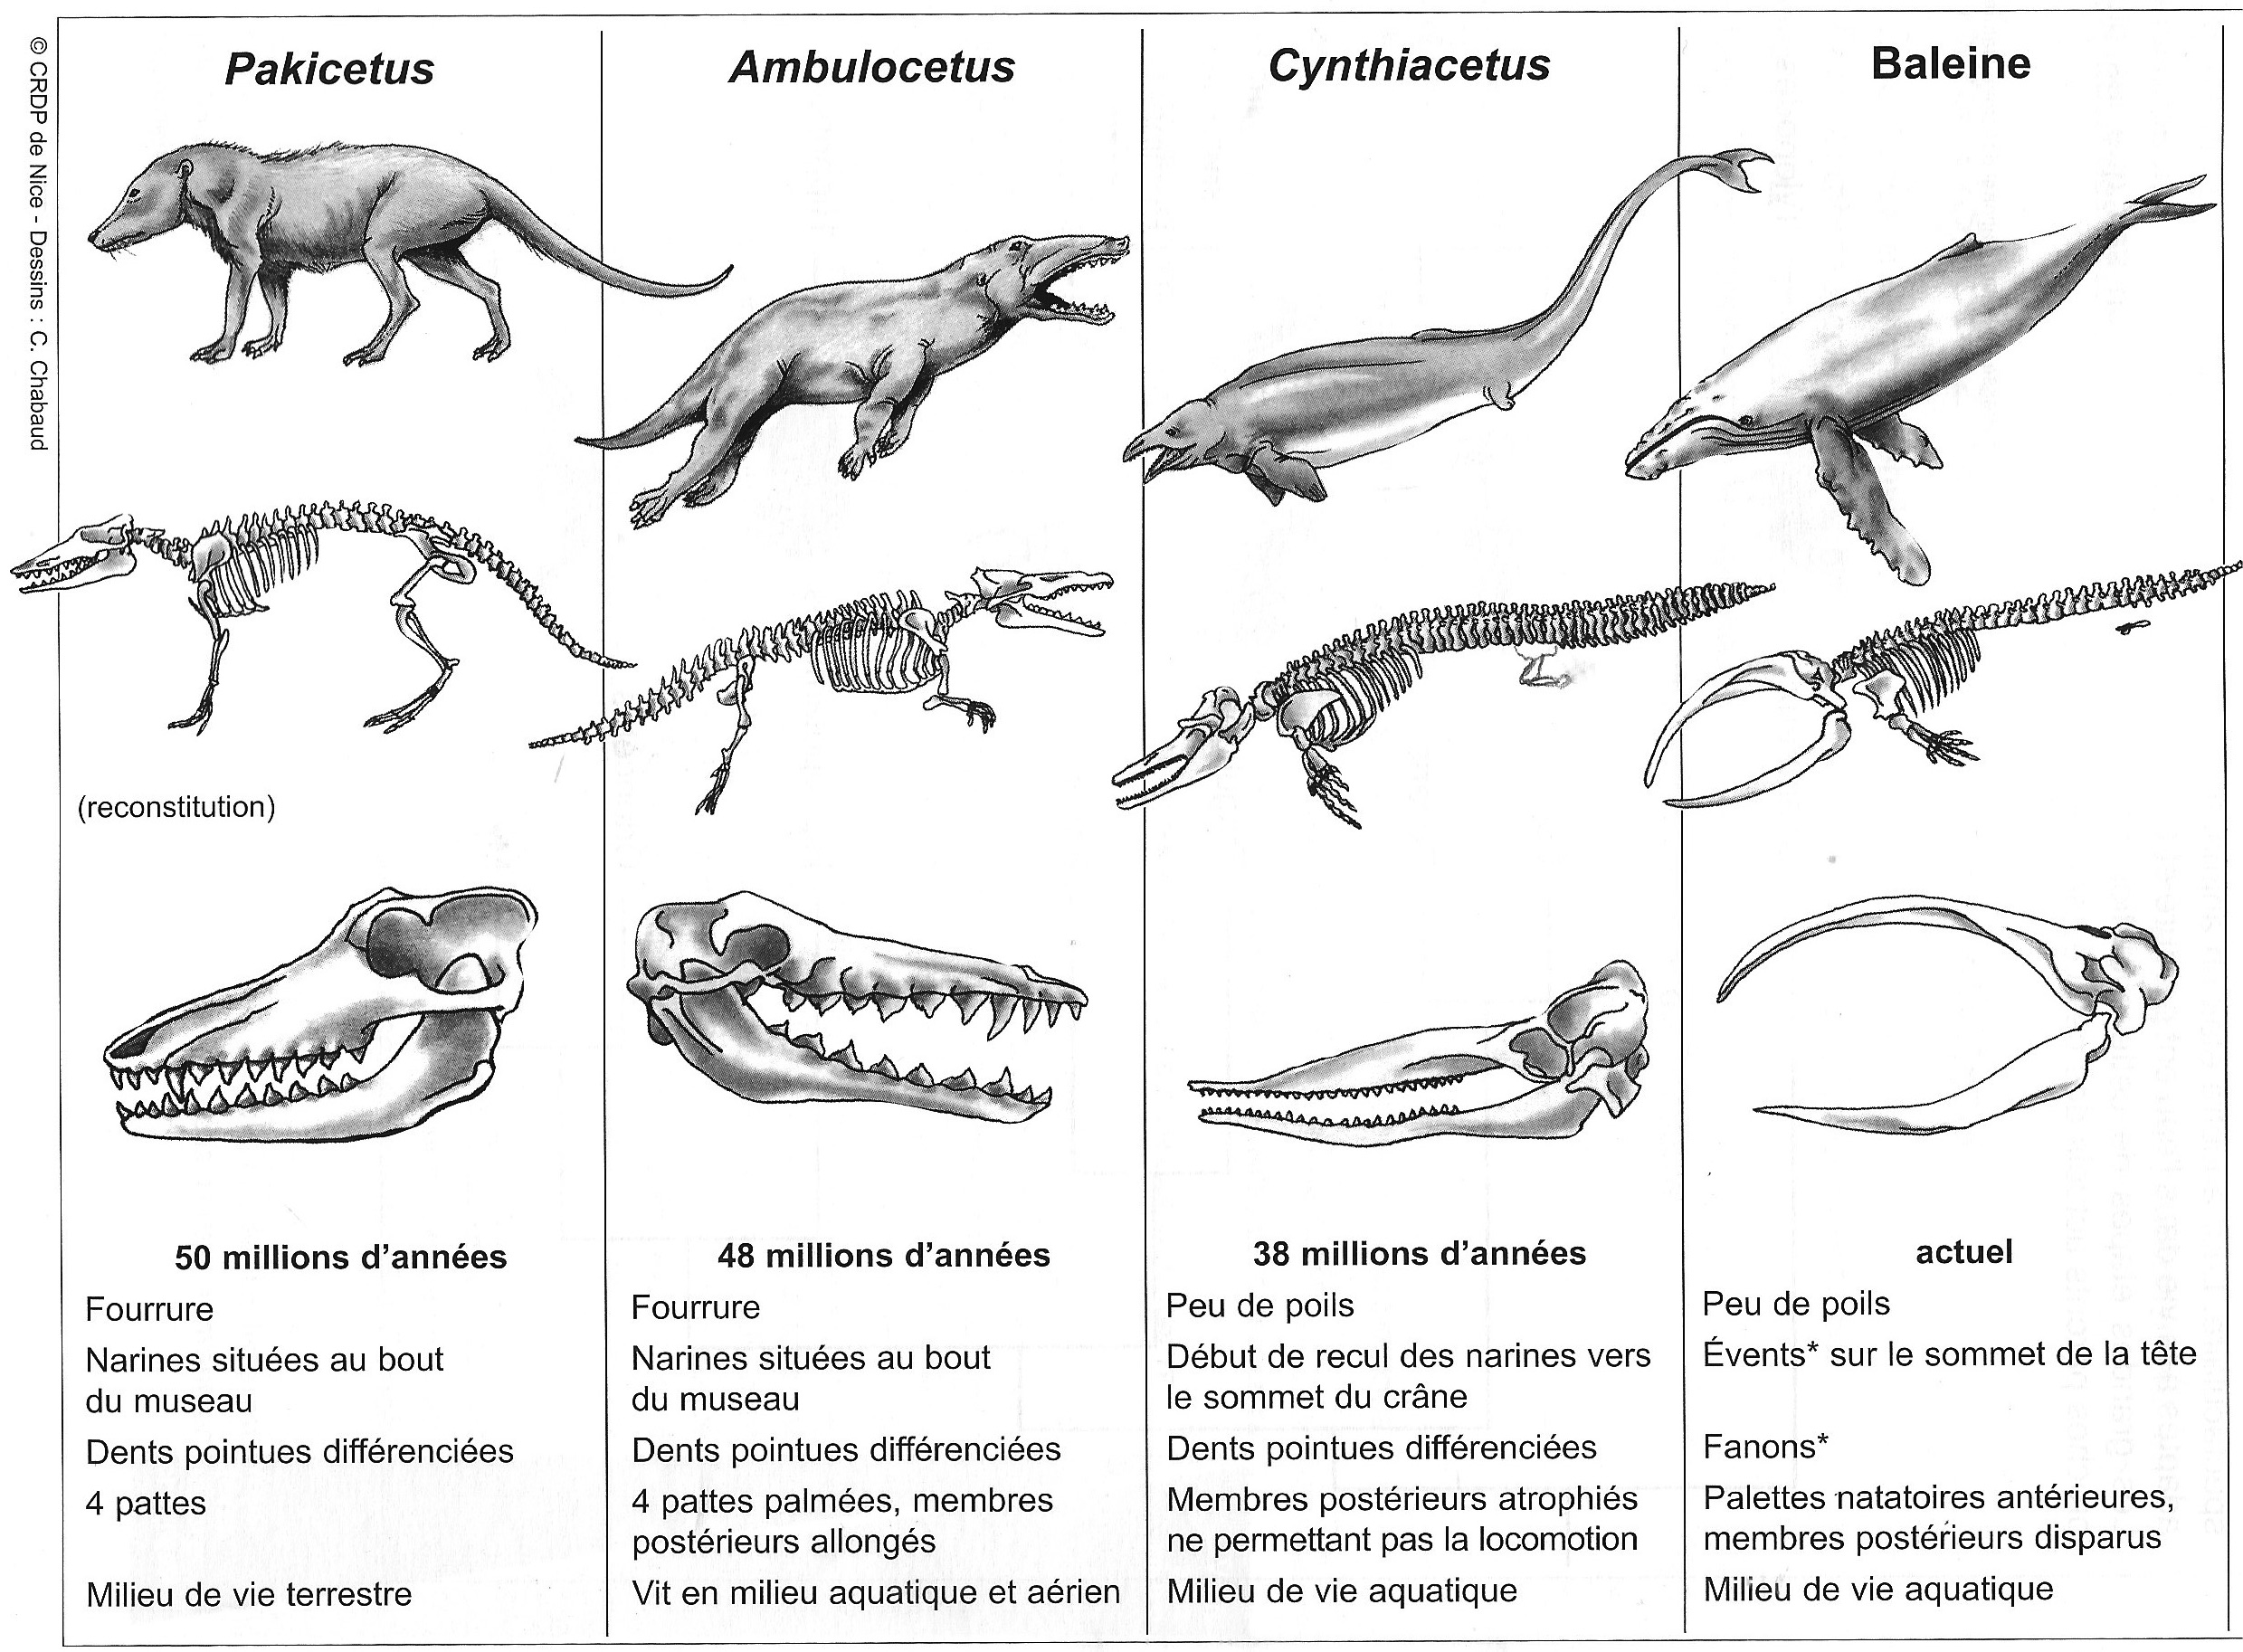 © CRDP de Nice - Dessins : C. Chabaud
Pakicetus
Ambulocetus
Cynthiacetus
Baleine
(reconstitution)
50 millions d’années
Fourrure
Narines situées au bout
du museau
Dents pointues différenciées
4 pattes
Milieu de vie terrestre
48 millions d’années
Fourrure
Narines situées au bout
du museau
Dents pointues différenciées
4 pattes palmées, membres
postérieurs allongés
Vit en milieu aquatique et aérien
38 millions d’années
Peu de poils
Début de recul des narines vers
le sommet du crâne
Dents pointues différenciées
Membres postérieurs atrophiés
ne permettant pas la locomotion
Milieu de vie aquatique
actuel
Peu de poils
Évents* sur le sommet de la tête
Fanons*
Palettes natatoires antérieures,
membres postérieurs disparus
Milieu de vie aquatique